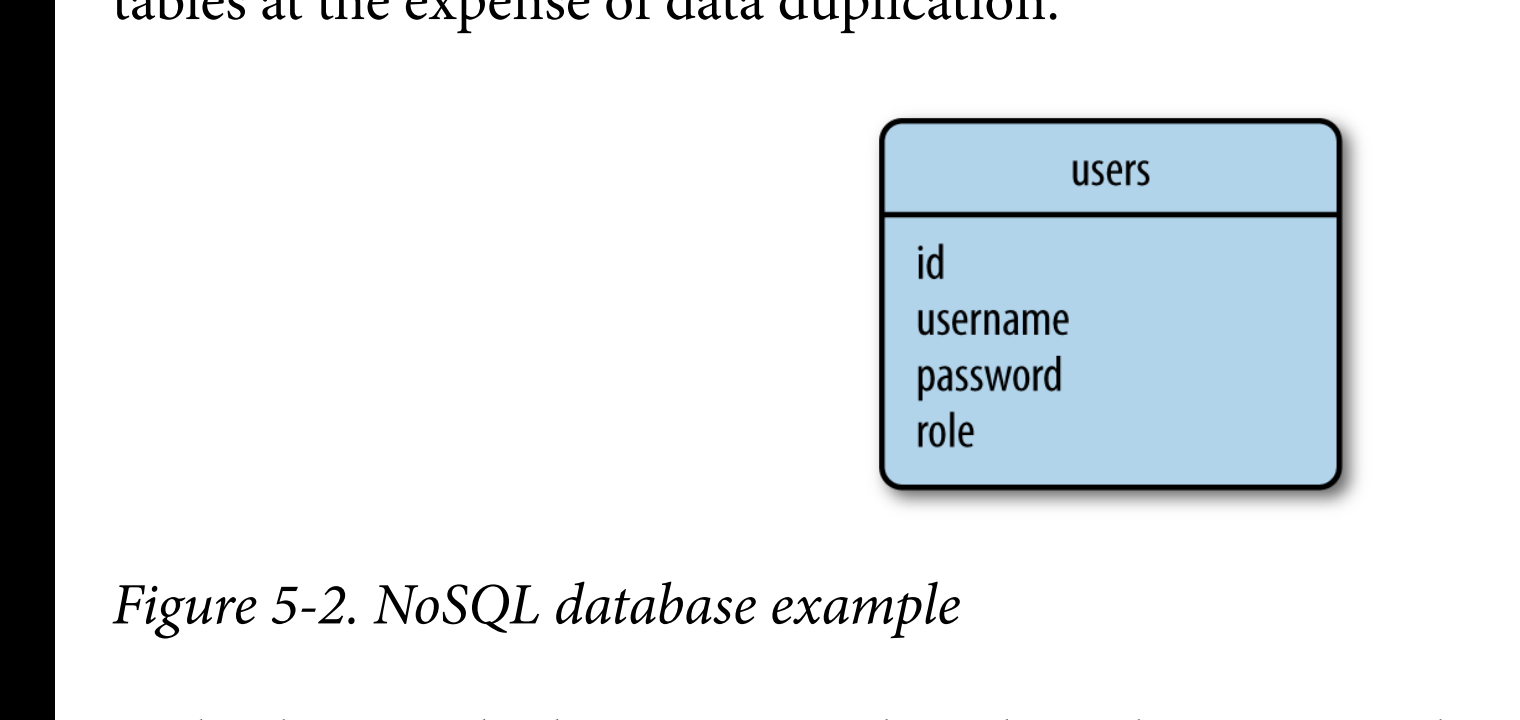 tables at the expense of data duplication.
users
id
username
password
role
Figure 5-2. NoSQL database example